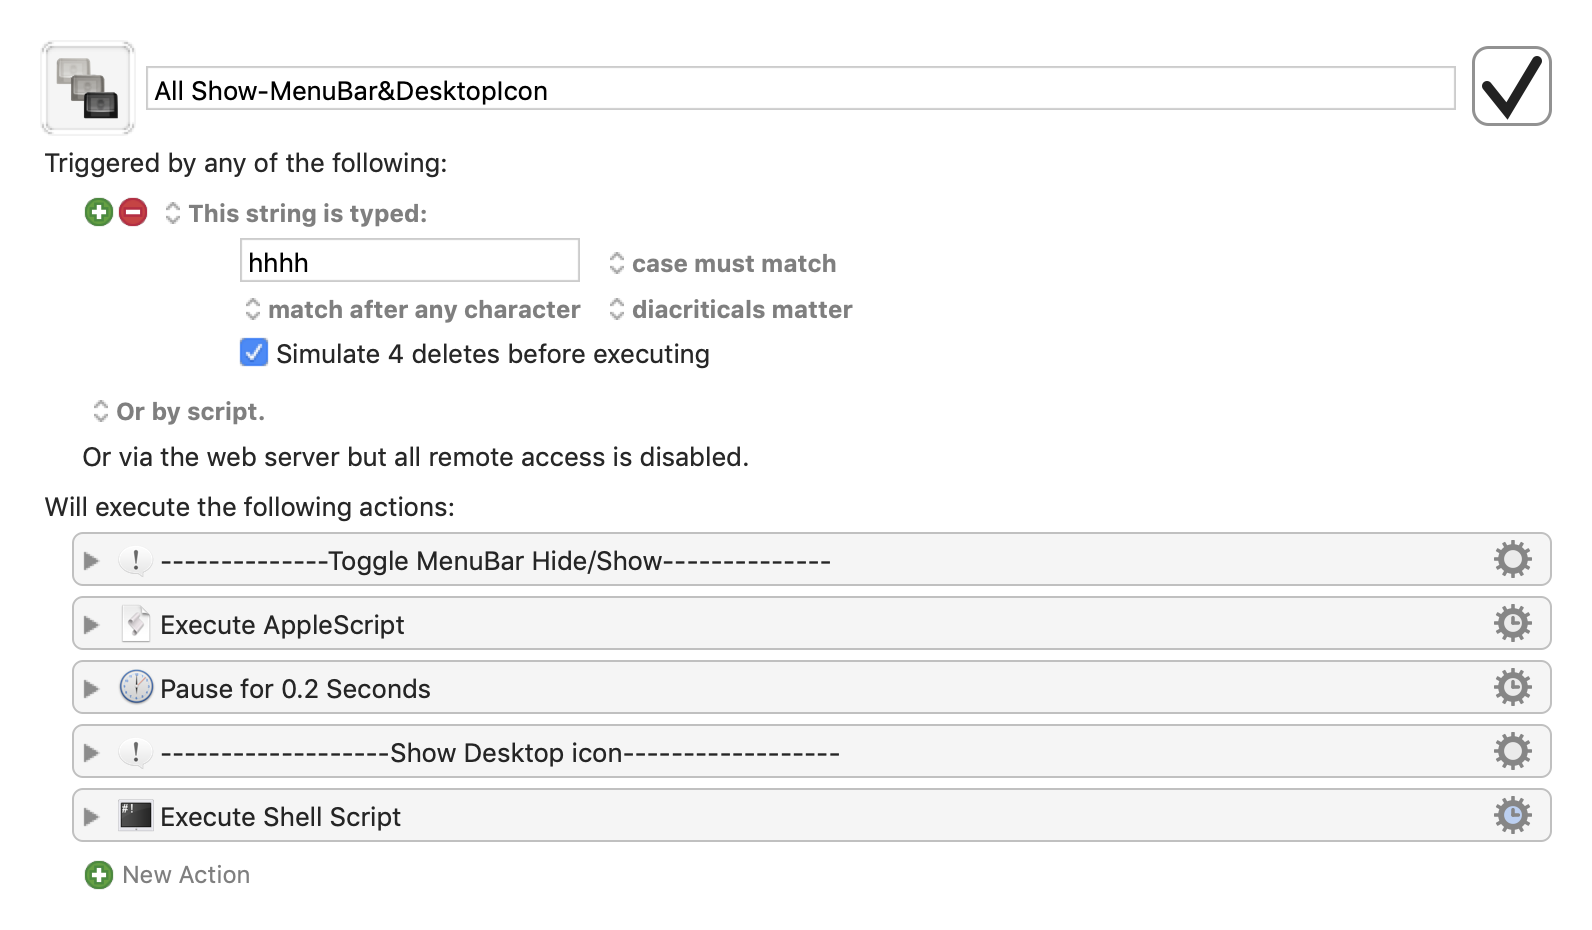 All Show-MenuBar&DesktopIcon
Triggered by any of the following:
This string is typed:
hhhh
case must match
match after any character
diacriticals matter
Simulate 4 deletes before executing
Or by script.
Or via the web server but all remote access is disabled.
Will execute the following actions:
! --------------Toggle MenuBar Hide/Show--------------
Execute AppleScript
Pause for 0.2 Seconds
! -------------------Show Desktop icon------------------
#! Execute Shell Script
New Action